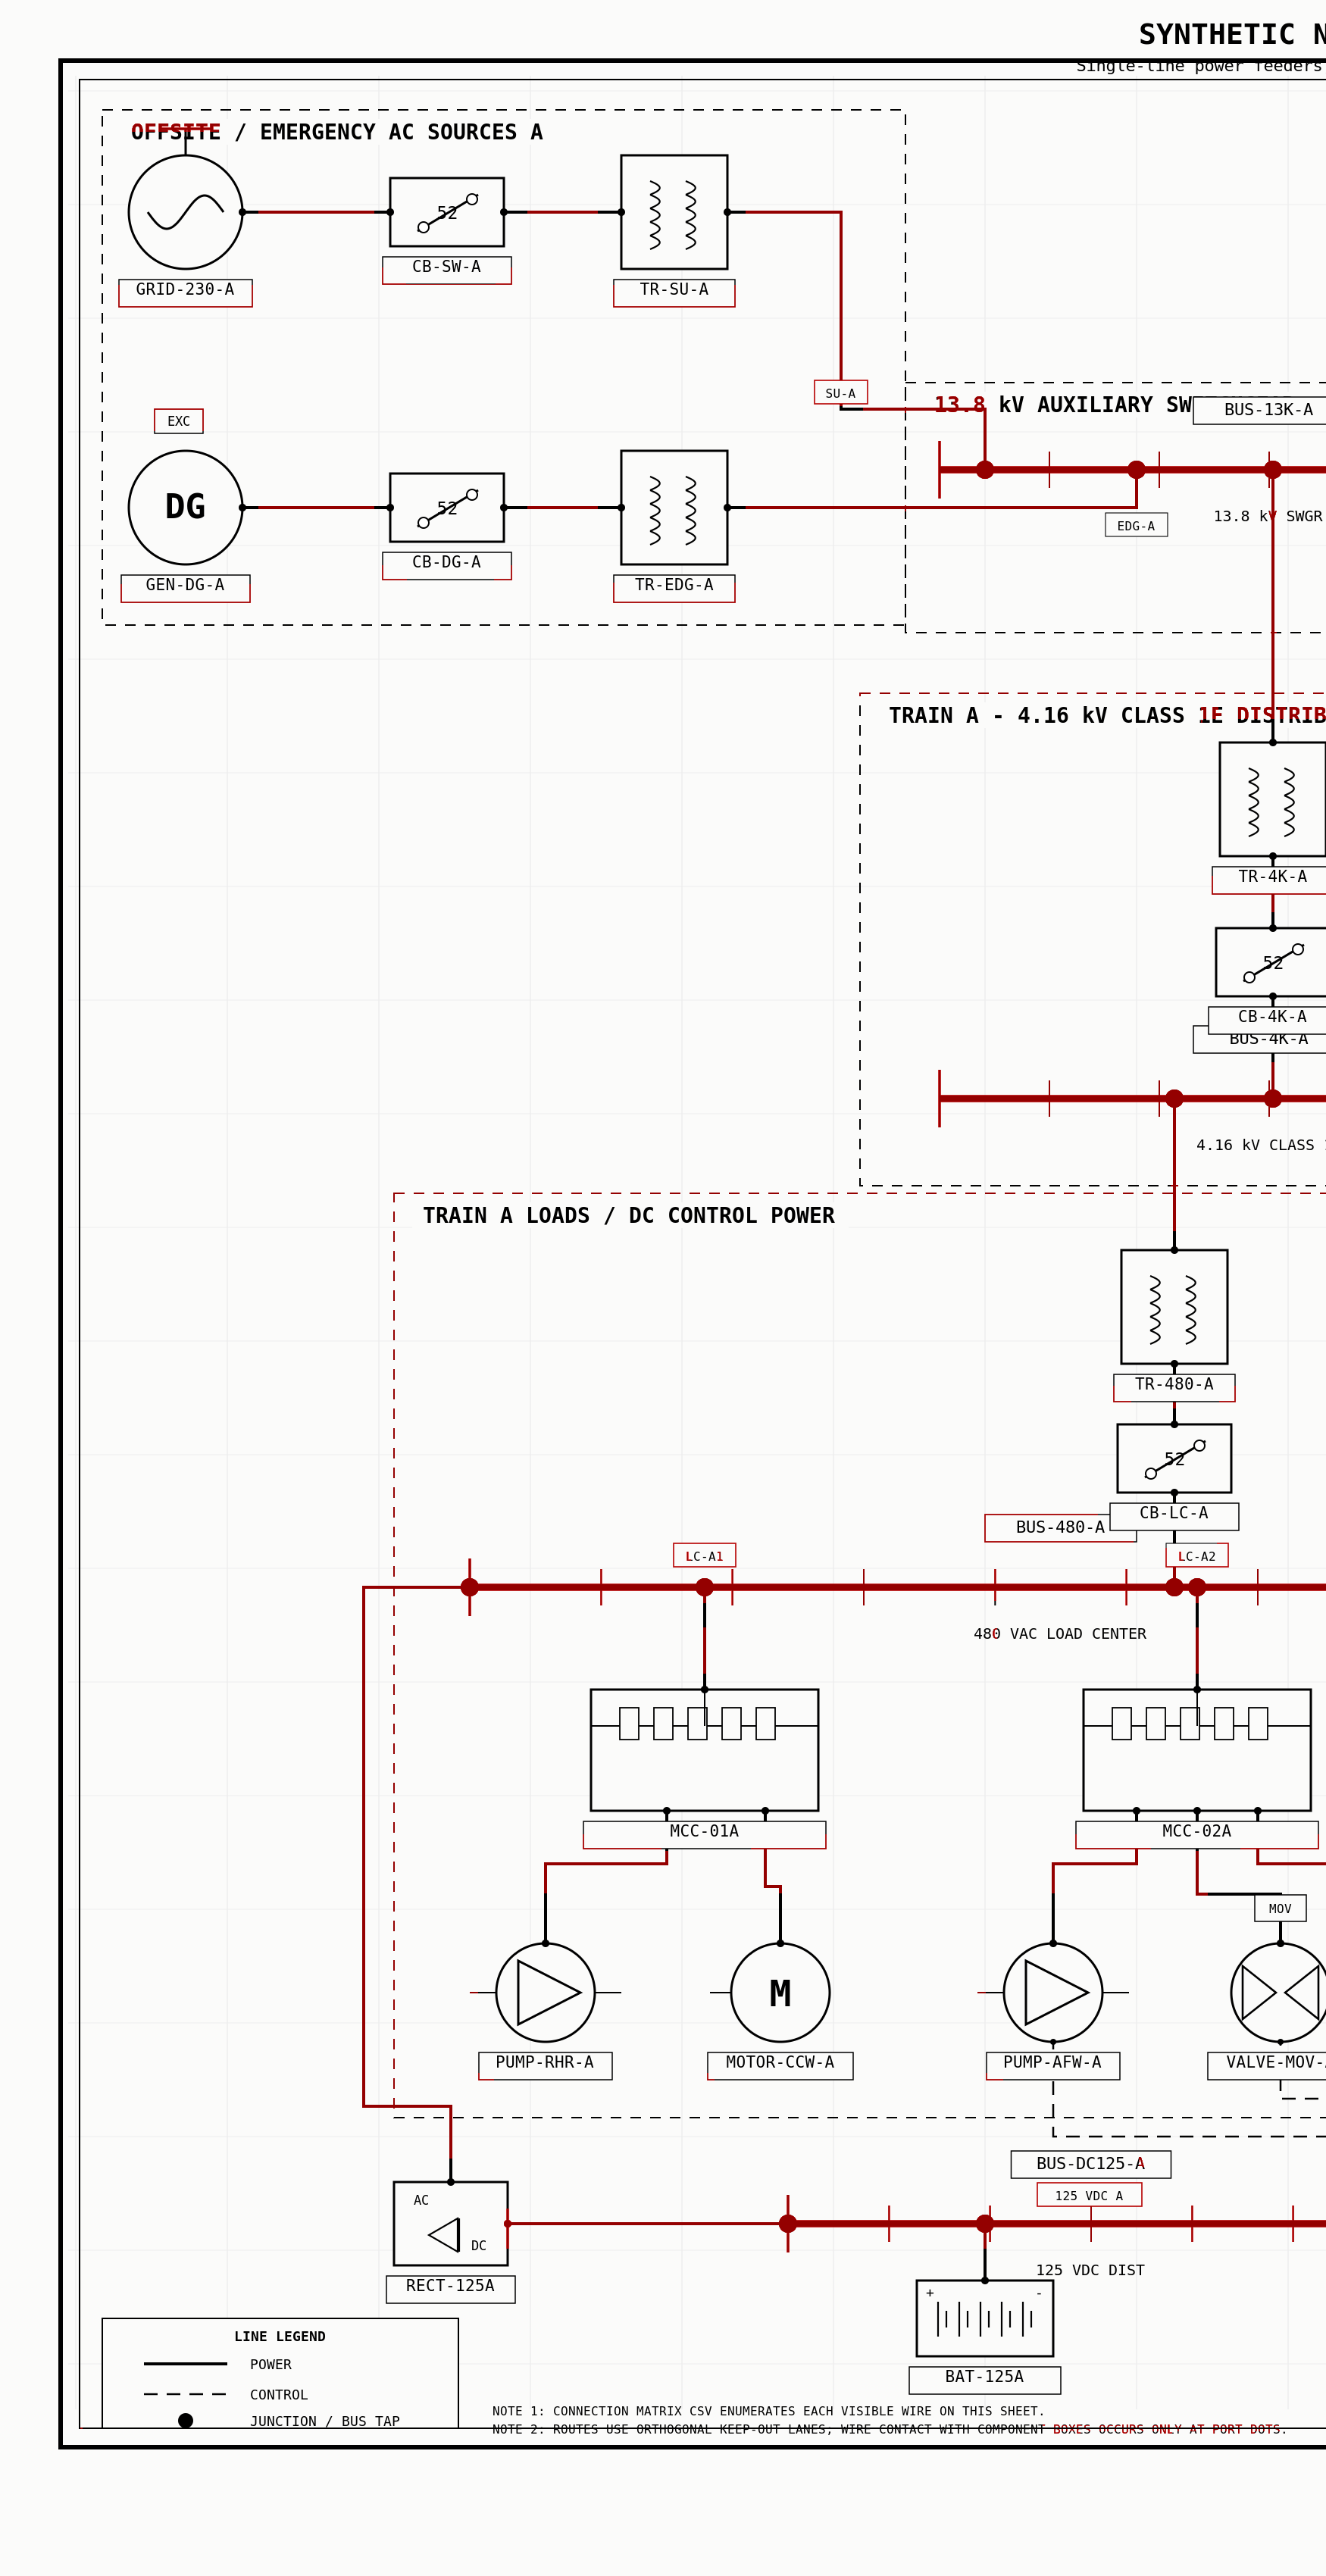 SYNTHETIC N
Single-line power feeders
OFFSITE / EMERGENCY AC SOURCES A
52
CB-SW-A
GRID-230-A
TR-SU-A
SU-A
13.8 kV AUXILIARY SW
BUS-13K-A
EXC
DG
52
EDG-A
13.8 kV SWGR
CB-DG-A
GEN-DG-A
TR-EDG-A
TRAIN A - 4.16 kV CLASS 1E DISTRIB
TR-4K-A
52
CB-4K-A
BUS-4K-A
4.16 kV CLASS
TRAIN A LOADS / DC CONTROL POWER
TR-480-A
52
CB-LC-A
BUS-480-A
LC-A1
LC-A2
480 VAC LOAD CENTER
MCC-01A
MCC-02A
MOV
M
PUMP-RHR-A
MOTOR-CCW-A
PUMP-AFW-A
VALVE-MOV-
BUS-DC125-A
125 VDC A
AC
DC
125 VDC DIST
RECT-125A
+ -
BAT-125A
LINE LEGEND
POWER
CONTROL
JUNCTION / BUS TAP
NOTE 1: CONNECTION MATRIX CSV ENUMERATES EACH VISIBLE WIRE ON THIS SHEET.
NOTE 2: ROUTES USE ORTHOGONAL KEEP-OUT LANES; WIRE CONTACT WITH COMPONENT BOXES OCCURS ONLY AT PORT DOTS.